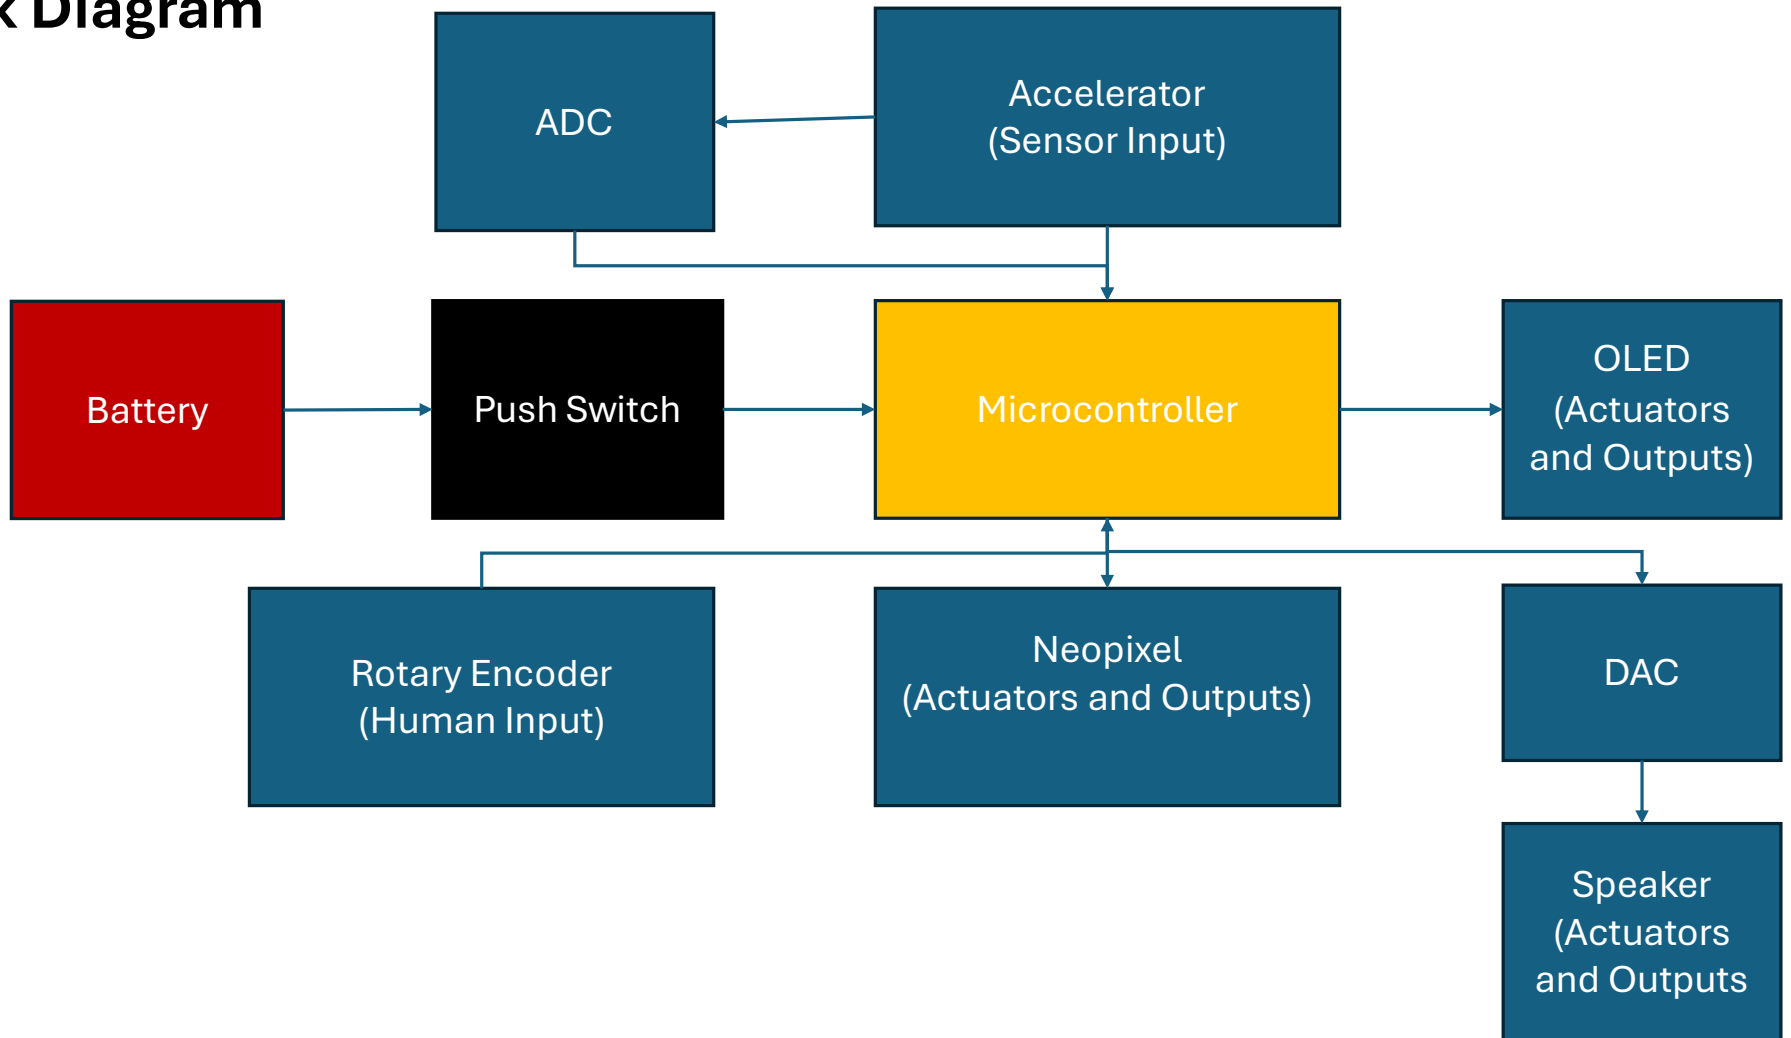 k Diagram
ADC
Accelerator
(Sensor Input)
Battery
Push Switch
Microcontroller
OLED
(Actuators
and Outputs)
Rotary Encoder
(Human Input)
Neopixel
(Actuators and Outputs)
DAC
Speaker
(Actuators
and Outputs